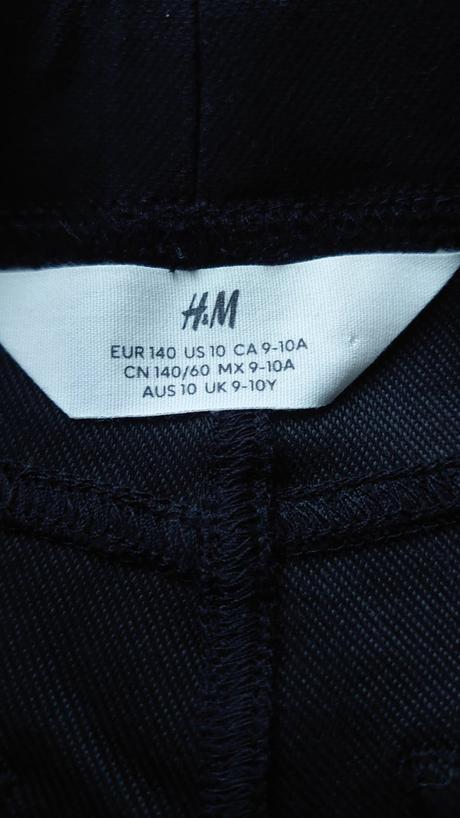 H&M
EUR 140 US 10 CA 9-10A
CN 140/60 MX 9-10A
AUS 10 UK 9-10Y